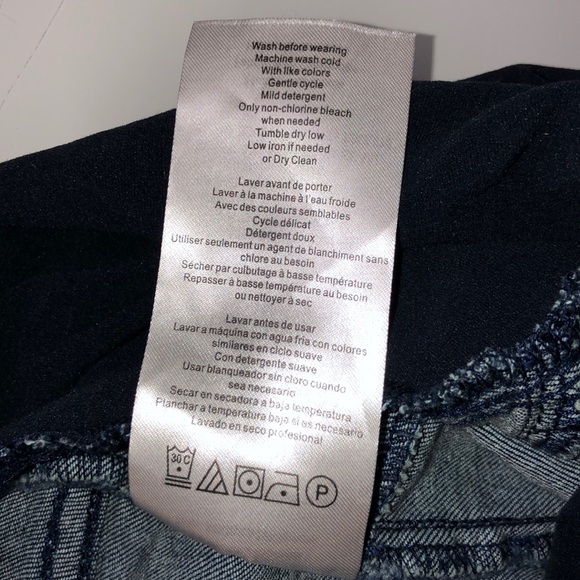 Wash before wearing
Machine wash cold
With like colors
Gentle cycle
Mild detergent
Only non-chlorine bleach
when needed
Tumble dry low
Low iron if needed
or Dry Clean
Laver avant de porter
Laver à la machine à l'eau froide
Avec des couleurs semblables
Cycle délicat
Détergent doux
Utiliser seulement un agent de blanchiment sans
chlore au besoin
Sécher par culbutage à basse température
Repasser à basse température au besoin
ou nettoyer à sec
Lavar antes de usar
Lavar a máquina con agua fria con colores
similares en ciclo suave
Con detergente suave
Usar blanqueador sin cloro cuando
sea necesario
Secar en secadora a baja temperatura
Planchar a temperatura baja si es necesario
Lavado en seco profesional
30 C P